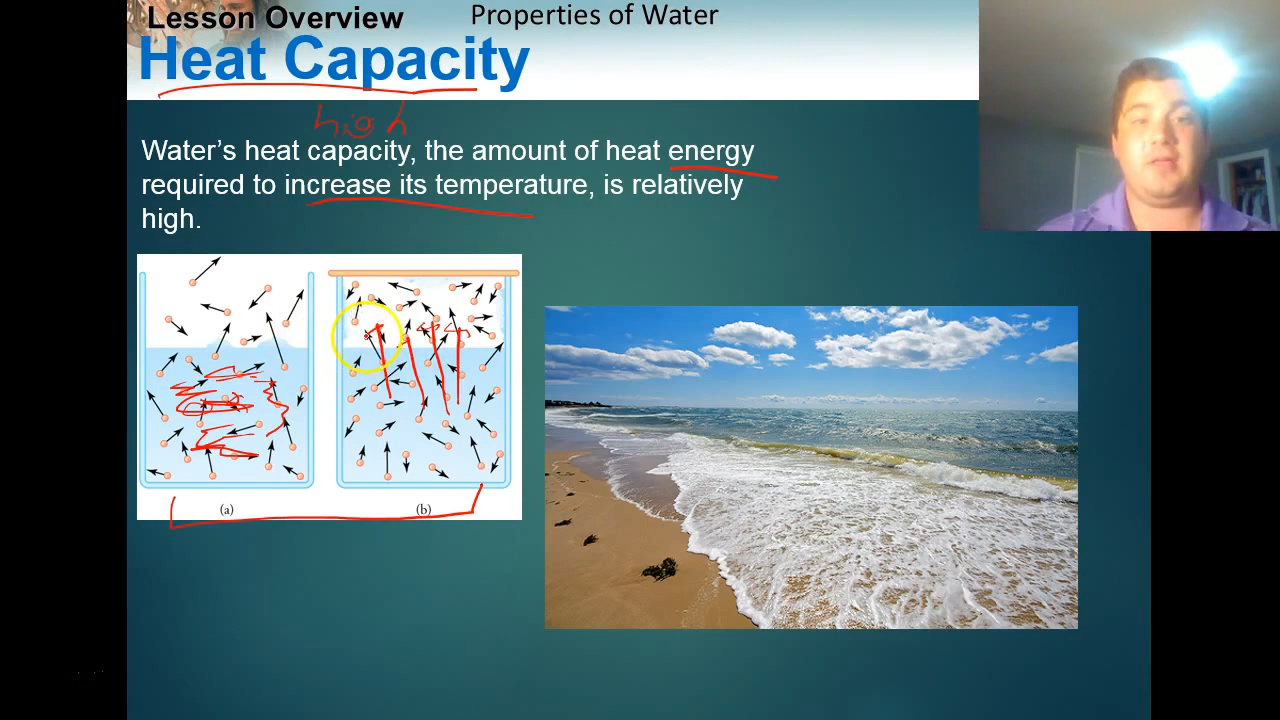 Lesson Overview
Properties of Water
Heat Capacity
high
Water’s heat capacity, the amount of heat energy
required to increase its temperature, is relatively
high.
(a)
(b)